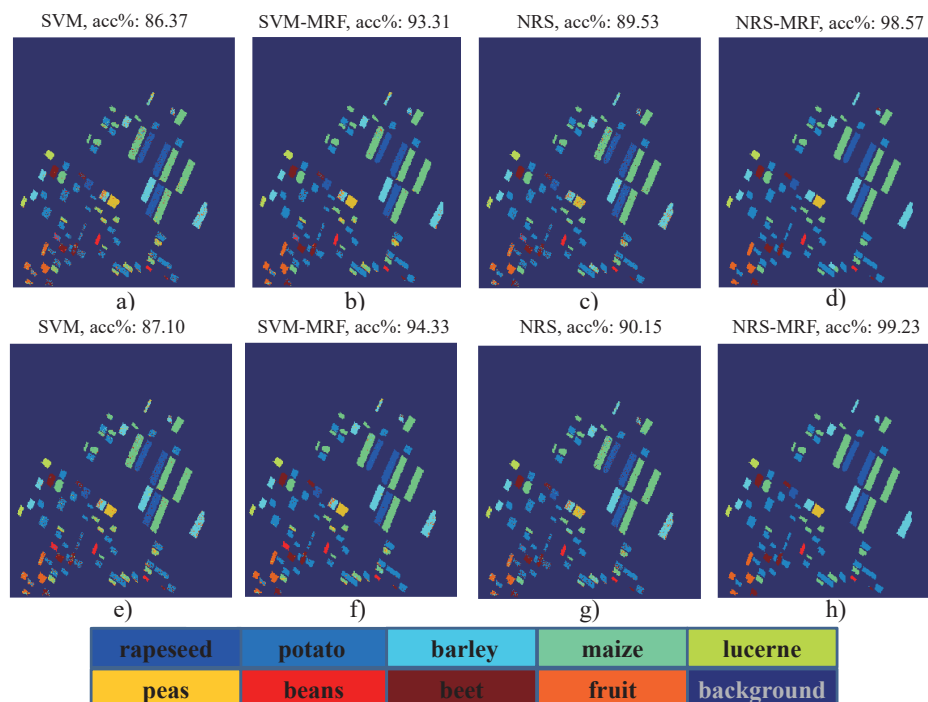 SVM, acc%: 86.37 SVM-MRF, acc%: 93.31 NRS, acc%: 89.53 NRS-MRF, acc%: 98.57
a) b) c) d)
SVM, acc%: 87.10 SVM-MRF, acc%: 94.33 NRS, acc%: 90.15 NRS-MRF, acc%: 99.23
e) f) g) h)
rapeseed potato barley maize lucerne
peas beans beet fruit background